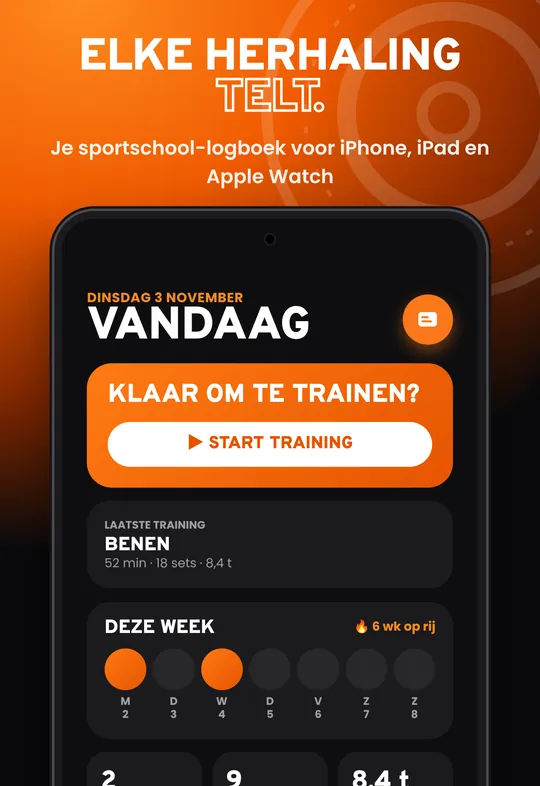 ELKE HERHALING
TELT.
Je sportschool-logboek voor iPhone, iPad en
Apple Watch
DINSDAG 3 NOVEMBER
VANDAAG
KLAAR OM TE TRAINEN?
START TRAINING
LAATSTE TRAINING
BENEN
52 min · 18 sets · 8,4 t
DEZE WEEK
🔥 6 wk op rij
M D W D V Z Z
2 3 4 5 6 7 8
2 9 8,4 t